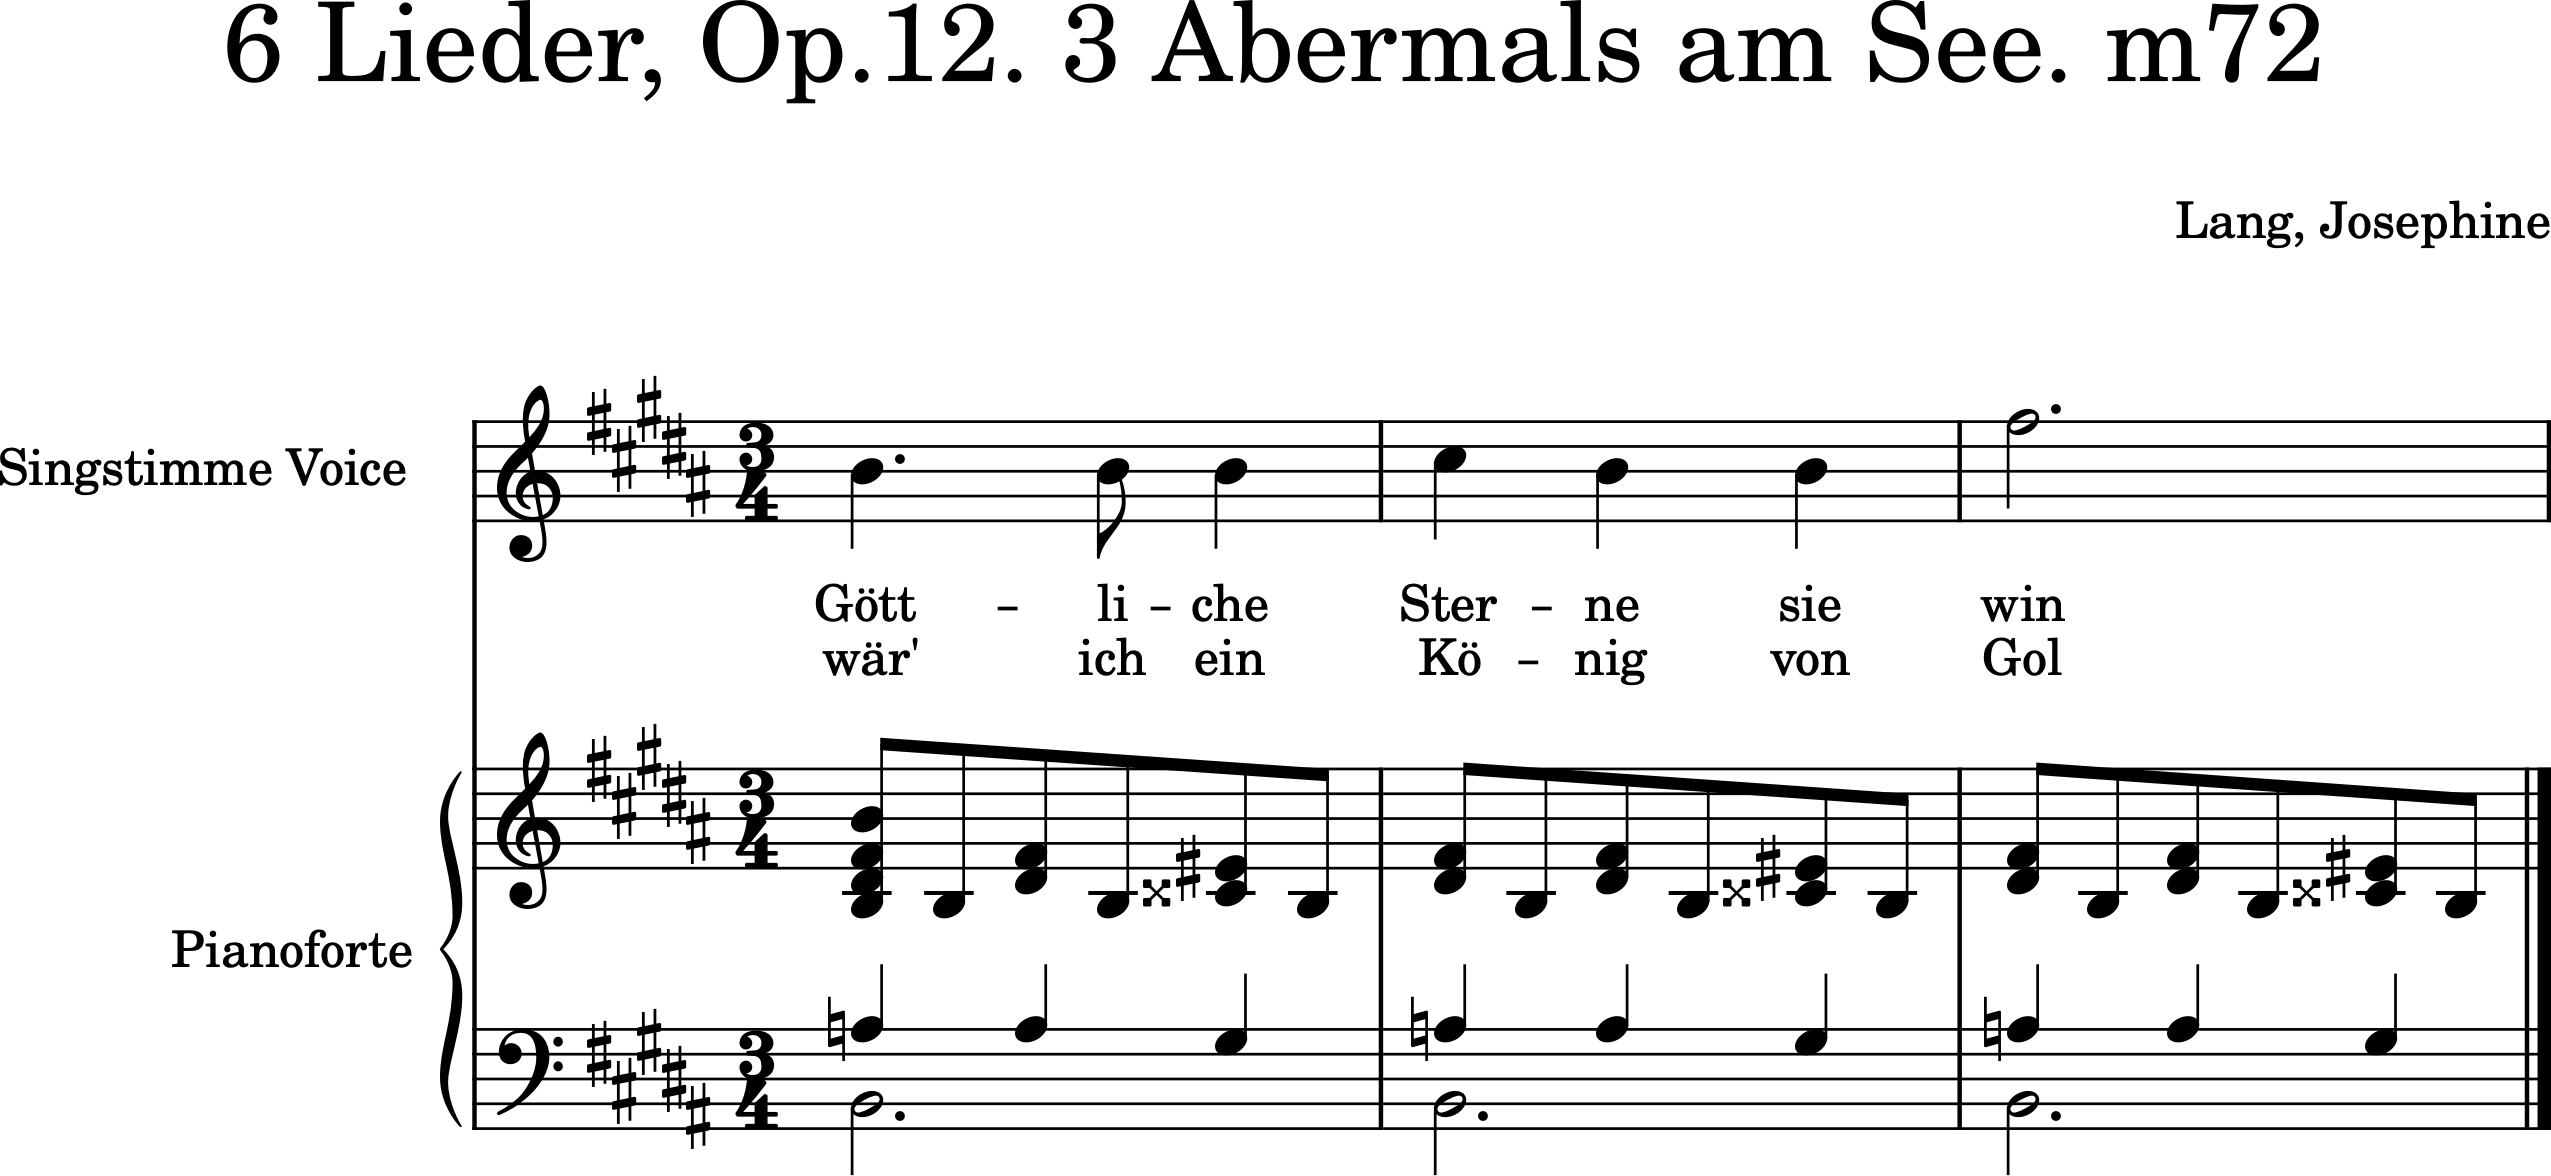 6 Lieder, Op.12. 3 Abermals am See. m72
Lang, Josephine
Singstimme Voice
Gött - li - che Ster - ne sie win
wär' ich ein Kö - nig von Gol
Pianoforte